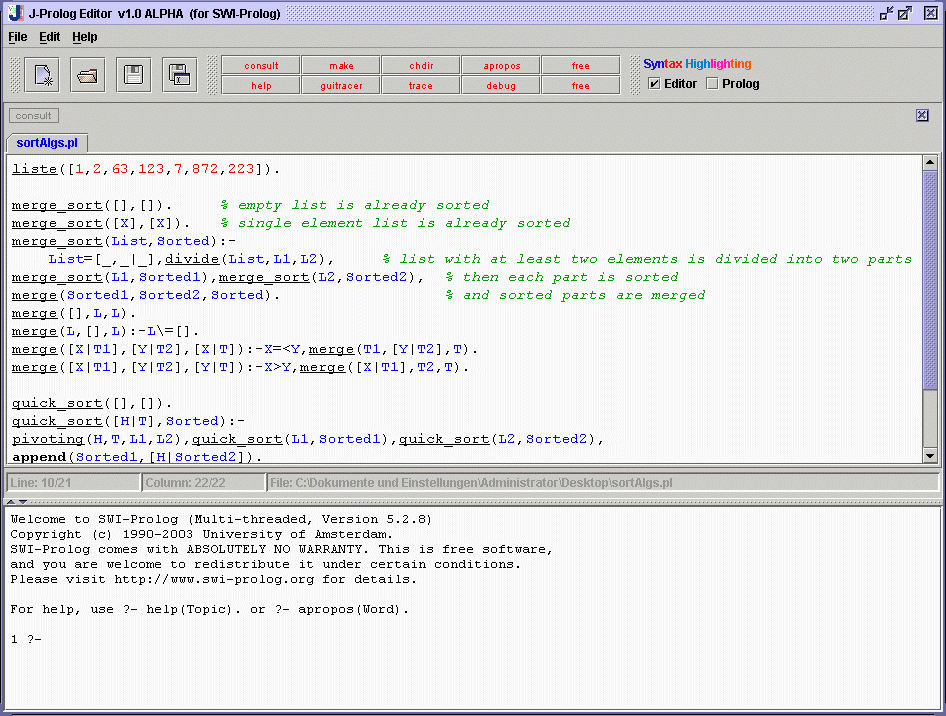 J-Prolog Editor v1.0 ALPHA (for SWI-Prolog)
File Edit Help
consult make chdir apropos free
help guitracer trace debug free
Syntax Highlighting
Editor Prolog
consult
sortAlgs.pl
liste([1,2,63,123,7,872,223]).
merge_sort([],[]). % empty list is already sorted
merge_sort([X],[X]). % single element list is already sorted
merge_sort(List,Sorted):-
List=[_,_|_],divide(List,L1,L2), % list with at least two elements is divided into two parts
merge_sort(L1,Sorted1),merge_sort(L2,Sorted2), % then each part is sorted
merge(Sorted1,Sorted2,Sorted). % and sorted parts are merged
merge([],L,L).
merge(L,[],L):-L\=[].
merge([X|T1],[Y|T2],[X|T]):-X=<Y,merge(T1,[Y|T2],T).
merge([X|T1],[Y|T2],[Y|T]):-X>Y,merge([X|T1],T2,T).
quick_sort([],[]).
quick_sort([H|T],Sorted):-
pivoting(H,T,L1,L2),quick_sort(L1,Sorted1),quick_sort(L2,Sorted2),
append(Sorted1,[H|Sorted2]).
Line: 10/21 Column: 22/22 File: C:\Dokumente und Einstellungen\Administrator\Desktop\sortAlgs.pl
Welcome to SWI-Prolog (Multi-threaded, Version 5.2.8)
Copyright (c) 1990-2003 University of Amsterdam.
SWI-Prolog comes with ABSOLUTELY NO WARRANTY. This is free software,
and you are welcome to redistribute it under certain conditions.
Please visit http://www.swi-prolog.org for details.
For help, use ?- help(Topic). or ?- apropos(Word).
1 ?-